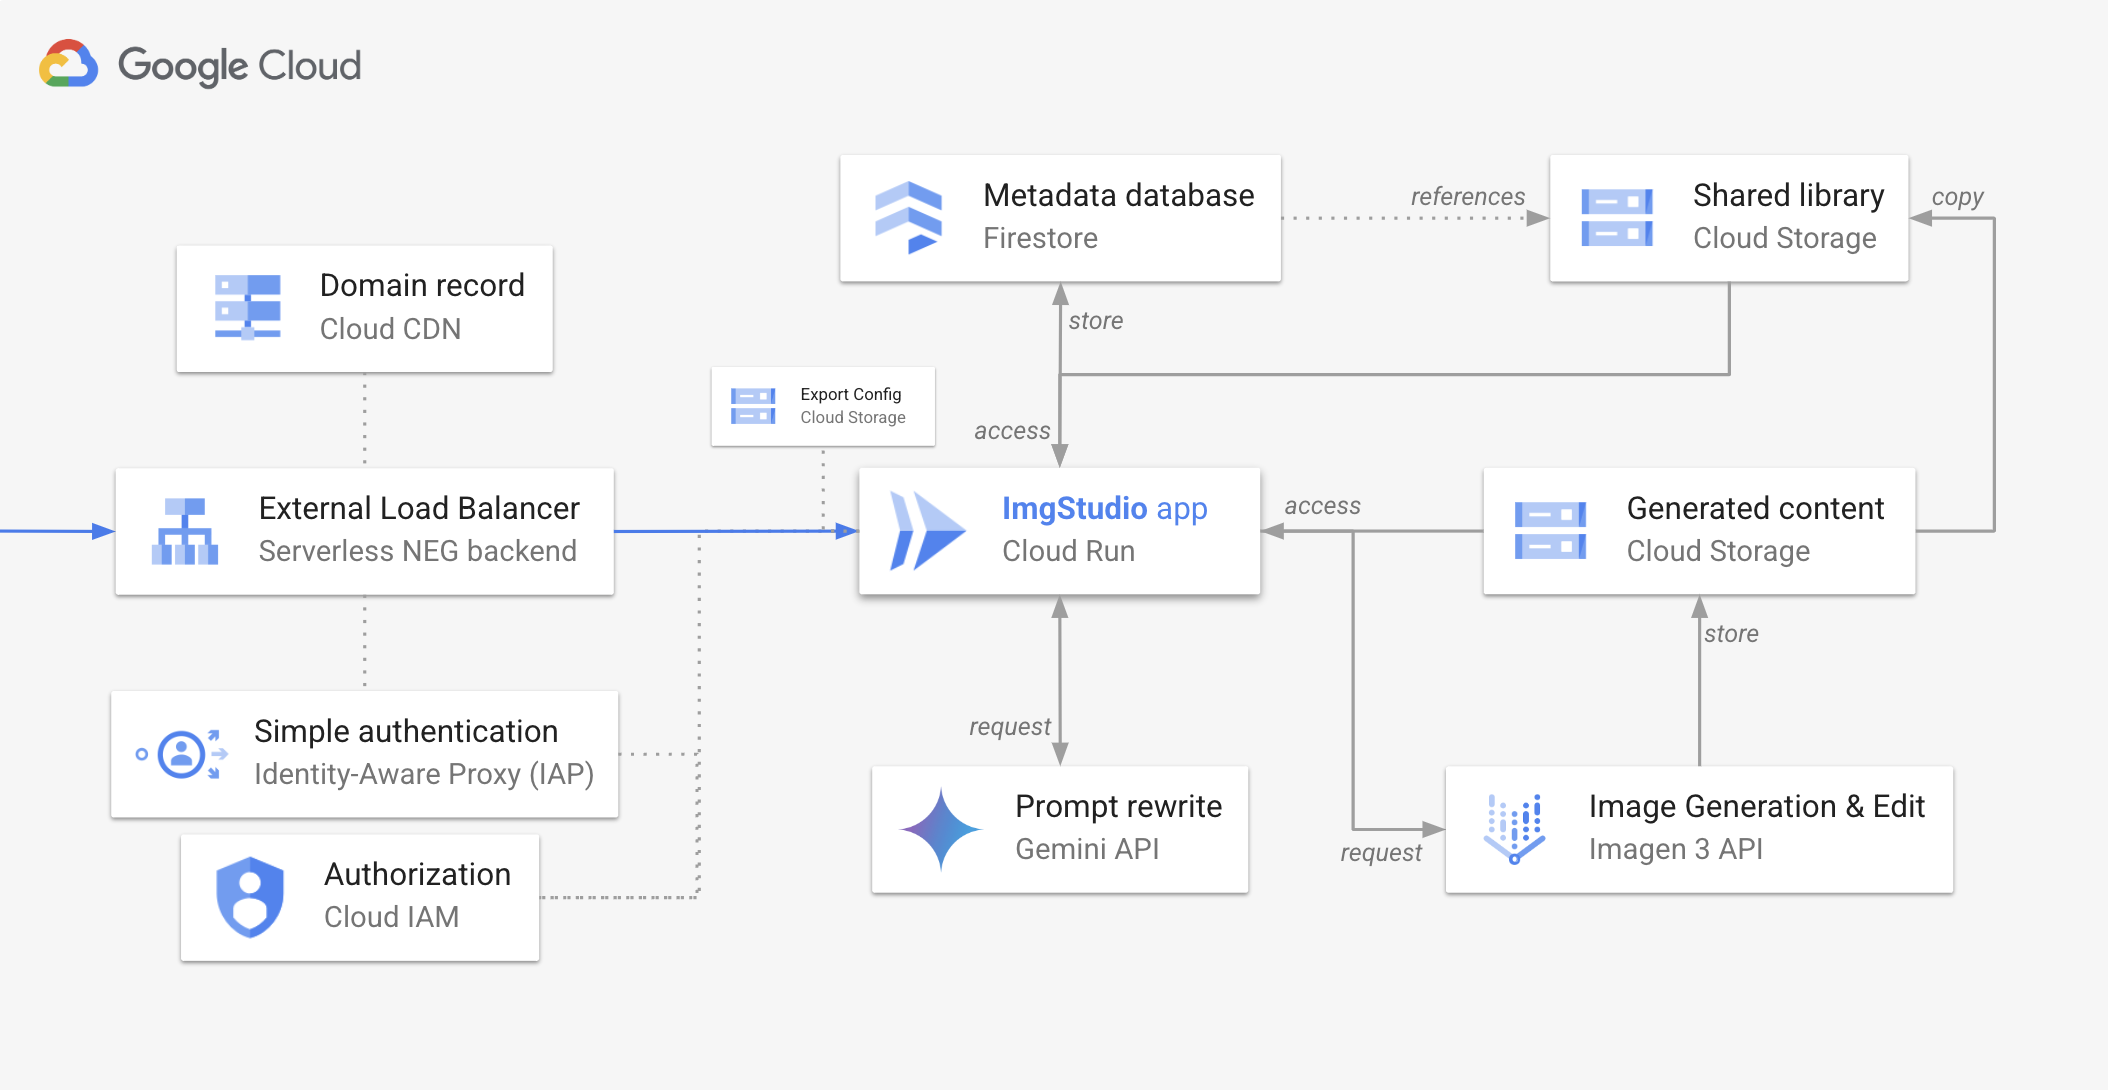 Google Cloud
Metadata database
Firestore
references
Shared library
Cloud Storage
copy
Domain record
Cloud CDN
store
Export Config
Cloud Storage
access
External Load Balancer
Serverless NEG backend
ImgStudio app
Cloud Run
access
Generated content
Cloud Storage
store
Simple authentication
Identity-Aware Proxy (IAP)
request
Prompt rewrite
Gemini API
request
Image Generation & Edit
Imagen 3 API
Authorization
Cloud IAM